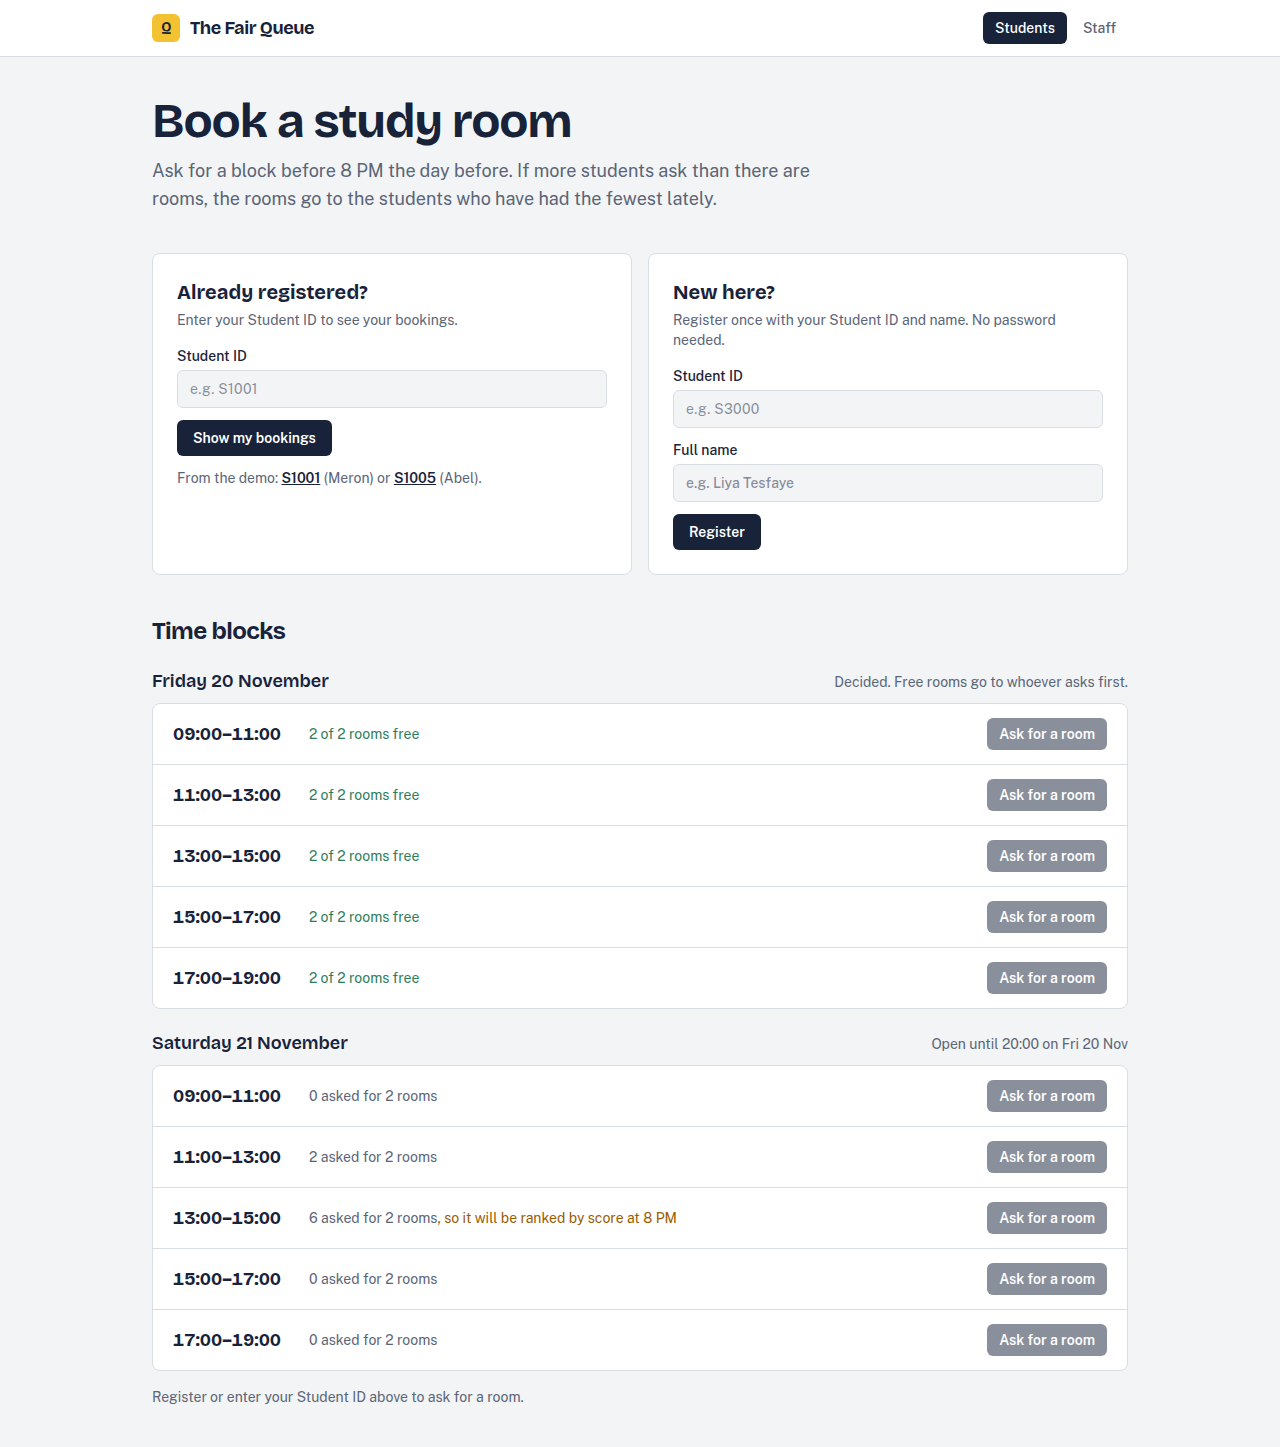 Q The Fair Queue
Students Staff
Book a study room
Ask for a block before 8 PM the day before. If more students ask than there are
rooms, the rooms go to the students who have had the fewest lately.
Already registered?
Enter your Student ID to see your bookings.
Student ID
e.g. S1001
Show my bookings
From the demo: S1001 (Meron) or S1005 (Abel).
New here?
Register once with your Student ID and name. No password
needed.
Student ID
e.g. S3000
Full name
e.g. Liya Tesfaye
Register
Time blocks
Friday 20 November Decided. Free rooms go to whoever asks first.
09:00–11:00 2 of 2 rooms free Ask for a room
11:00–13:00 2 of 2 rooms free Ask for a room
13:00–15:00 2 of 2 rooms free Ask for a room
15:00–17:00 2 of 2 rooms free Ask for a room
17:00–19:00 2 of 2 rooms free Ask for a room
Saturday 21 November Open until 20:00 on Fri 20 Nov
09:00–11:00 0 asked for 2 rooms Ask for a room
11:00–13:00 2 asked for 2 rooms Ask for a room
13:00–15:00 6 asked for 2 rooms, so it will be ranked by score at 8 PM Ask for a room
15:00–17:00 0 asked for 2 rooms Ask for a room
17:00–19:00 0 asked for 2 rooms Ask for a room
Register or enter your Student ID above to ask for a room.